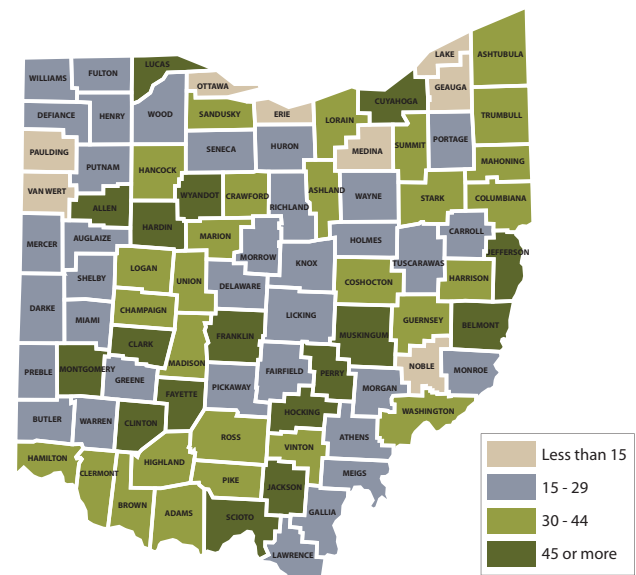 LAKE
ASHTUBULA
LUCAS
WILLIAMS
FULTON
OTTAWA
GEAUGA
CUYAHOGA
DEFIANCE
HENRY
WOOD
SANDUSKY
ERIE
LORAIN
TRUMBULL
PAULDING
SENECA
HURON
MEDINA
SUMMIT
PORTAGE
PUTNAM
HANCOCK
MAHONING
VAN WERT
WYANDOT
CRAWFORD
ASHLAND
RICHLAND
WAYNE
STARK
COLUMBIANA
ALLEN
HARDIN
MARION
MERCER
AUGLAIZE
MORROW
KNOX
HOLMES
CARROLL
JEFFERSON
TUSCARAWAS
LOGAN
SHELBY
UNION
DELAWARE
COSHOCTON
HARRISON
DARKE
MIAMI
CHAMPAIGN
LICKING
GUERNSEY
BELMONT
CLARK
FRANKLIN
MUSKINGUM
MADISON
PREBLE
MONTGOMERY
GREENE
FAIRFIELD
PERRY
NOBLE
MONROE
FAYETTE
PICKAWAY
MORGAN
BUTLER
WARREN
CLINTON
HOCKING
WASHINGTON
ROSS
ATHENS
HAMILTON
CLERMONT
HIGHLAND
VINTON
PIKE
MEIGS
JACKSON
BROWN
ADAMS
SCIOTO
GALLIA
LAWRENCE
Less than 15
15 - 29
30 - 44
45 or more